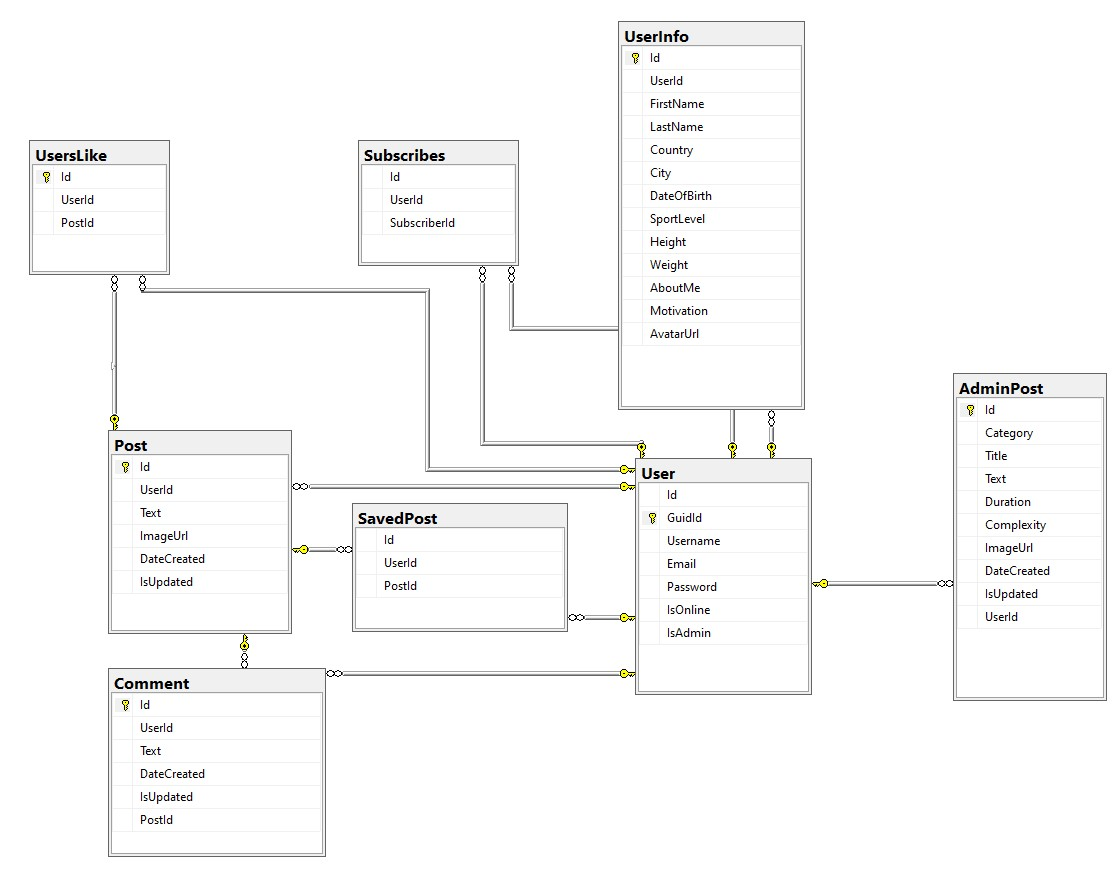 UserInfo
Id
UserId
FirstName
LastName
Country
City
DateOfBirth
SportLevel
Height
Weight
AboutMe
Motivation
AvatarUrl
UsersLike
Id
UserId
PostId
Subscribes
Id
UserId
SubscriberId
AdminPost
Id
Category
Title
Text
Duration
Complexity
ImageUrl
DateCreated
IsUpdated
UserId
Post
Id
UserId
Text
ImageUrl
DateCreated
IsUpdated
User
Id
GuidId
Username
Email
Password
IsOnline
IsAdmin
SavedPost
Id
UserId
PostId
Comment
Id
UserId
Text
DateCreated
IsUpdated
PostId